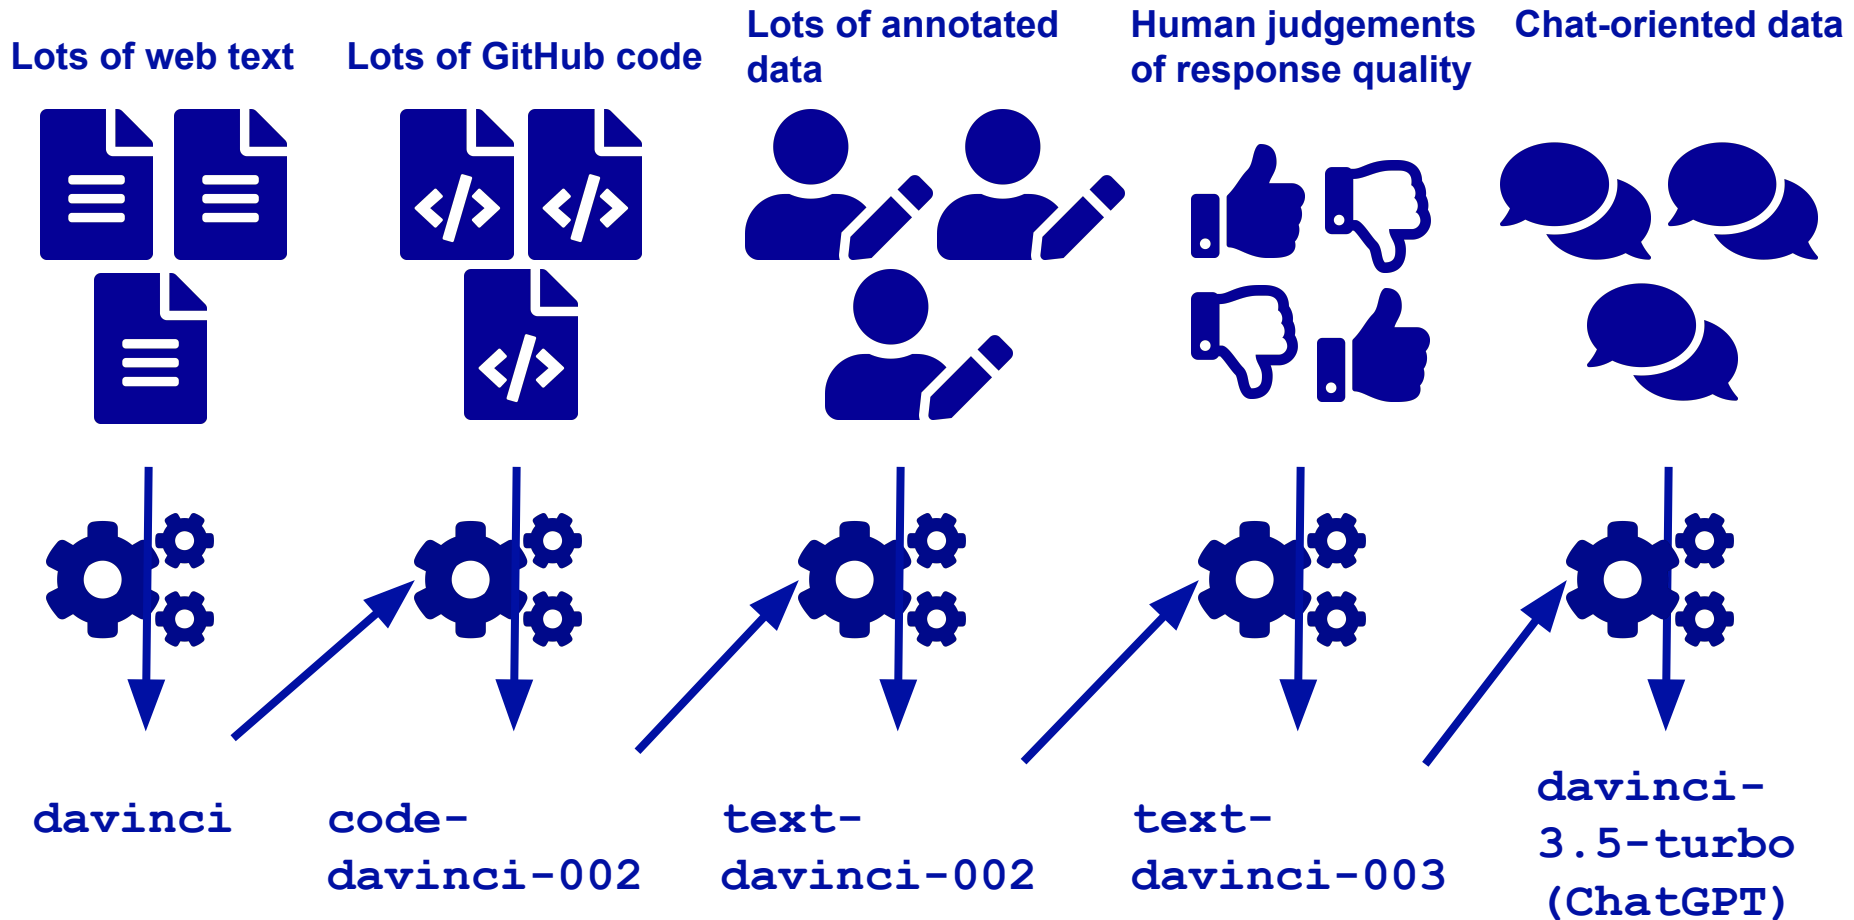 Lots of web text
Lots of GitHub code
Lots of annotated
data
Human judgements
of response quality
Chat-oriented data
</>
</>
</>
davinci
code-
davinci-002
text-
davinci-002
text-
davinci-003
davinci-
3.5-turbo
(ChatGPT)